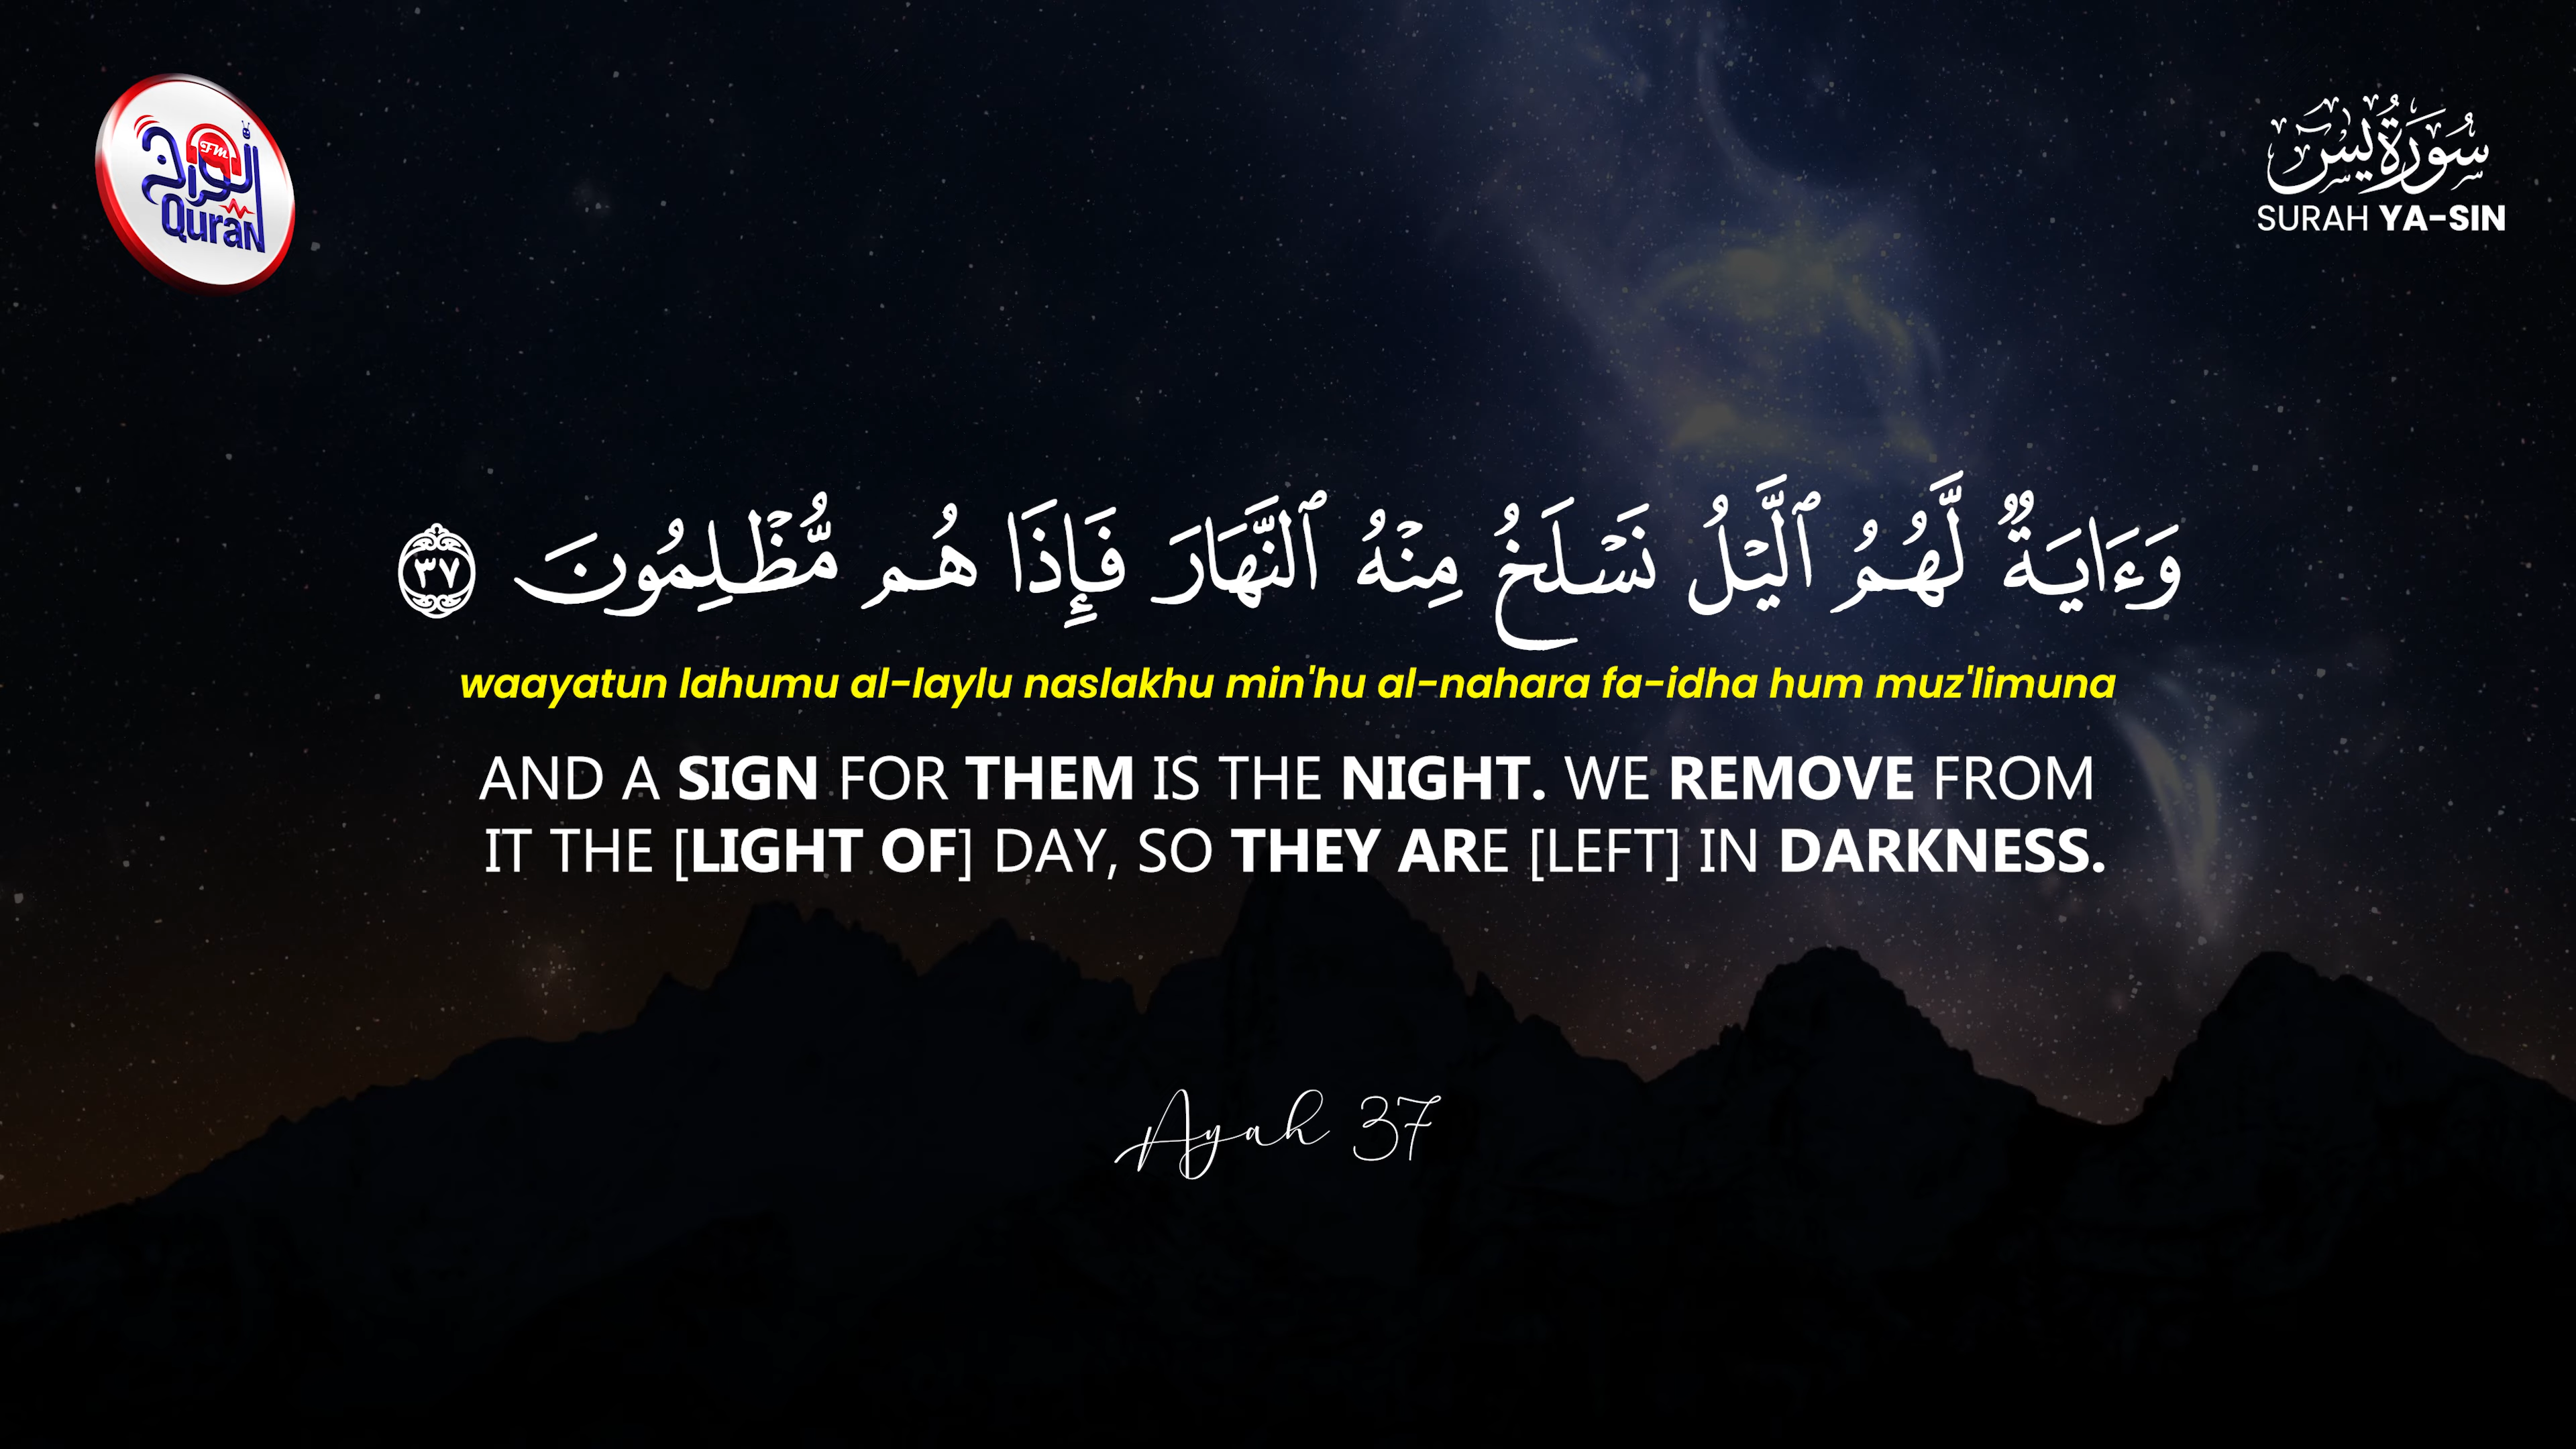 FM
Quran
سُورَةُ يسٓ
SURAH YA-SIN
وَءَايَةٌ لَّهُمُ ٱلَّيْلُ نَسْلَخُ مِنْهُ ٱلنَّهَارَ فَإِذَا هُم مُّظْلِمُونَ ٣٧
waayatun lahumu al-laylu naslakhu min'hu al-nahara fa-idha hum muz'limuna
AND A SIGN FOR THEM IS THE NIGHT. WE REMOVE FROM
IT THE [LIGHT OF] DAY, SO THEY ARE [LEFT] IN DARKNESS.
Ayah 37